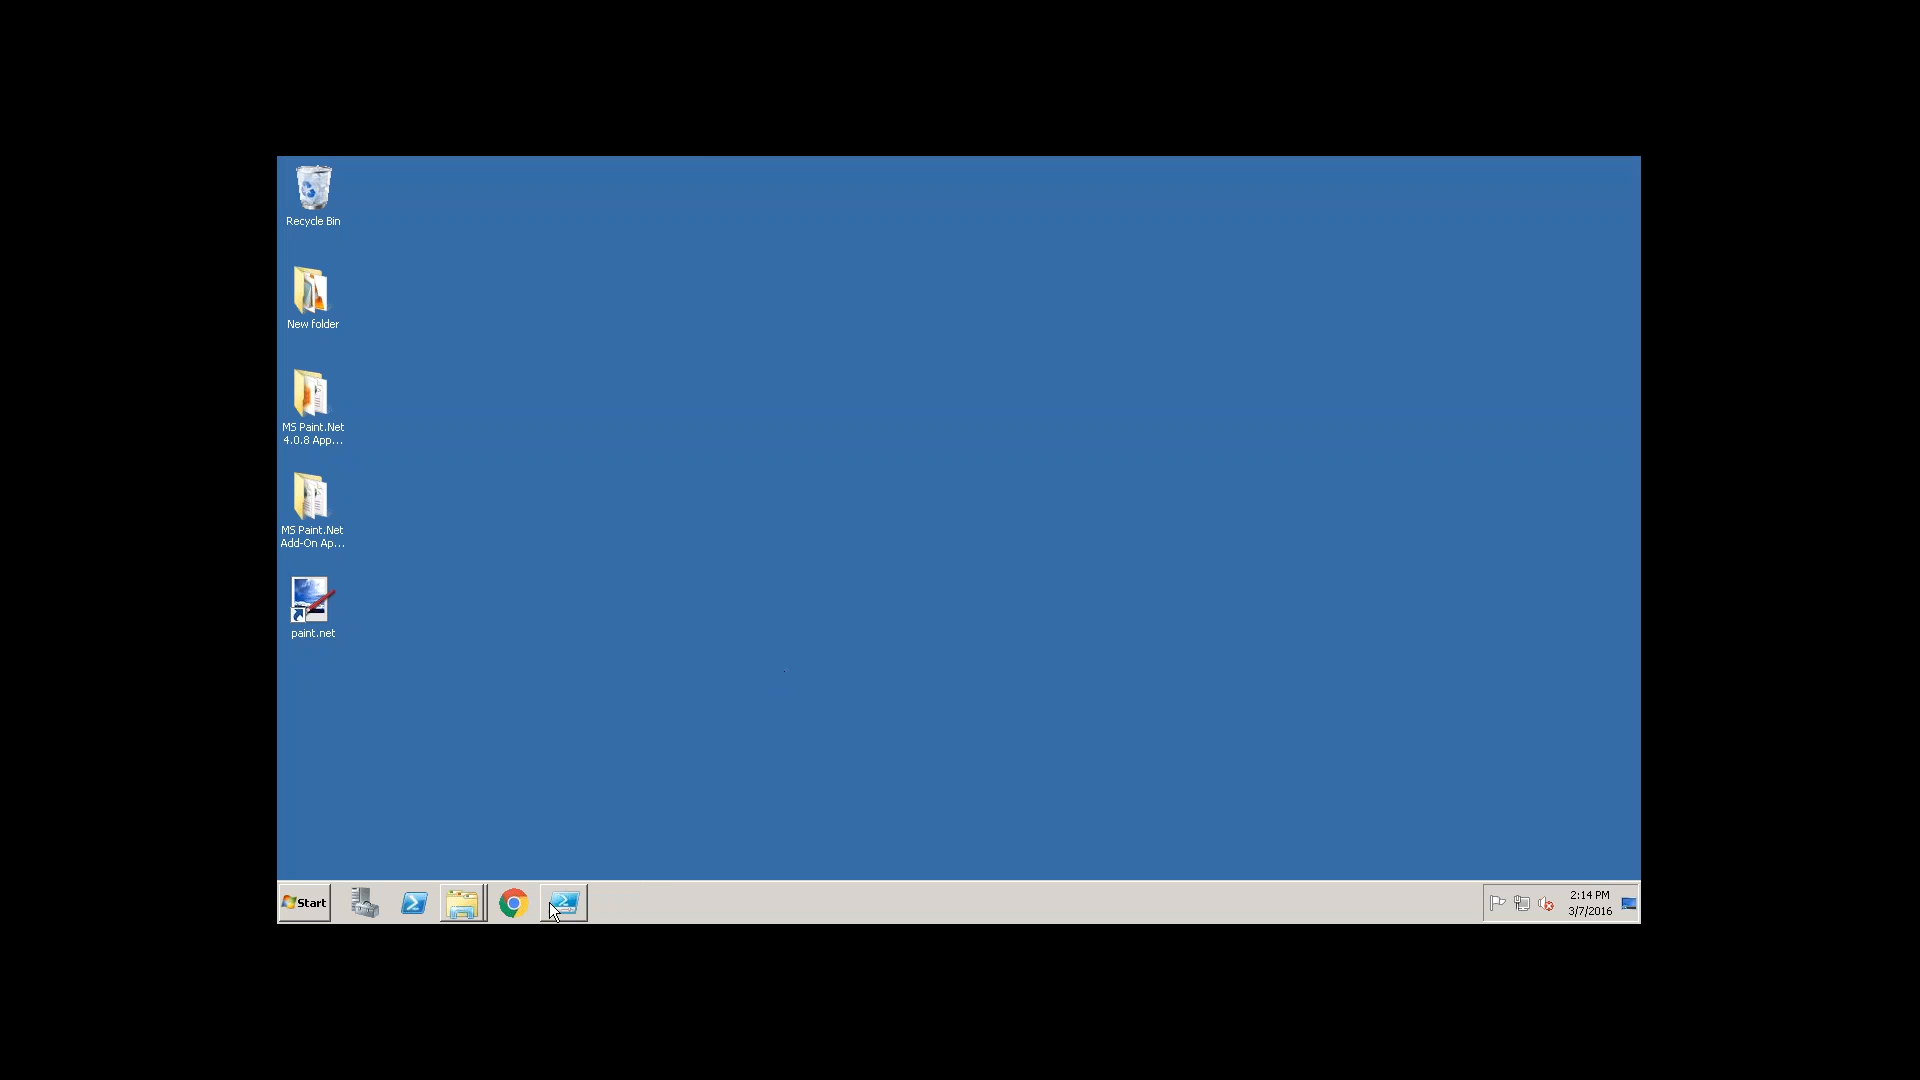 Recycle Bin
New folder
MS Paint.Net
4.0.8 App...
MS Paint.Net
Add-On Ap...
paint.net
Start
2:14 PM
3/7/2016